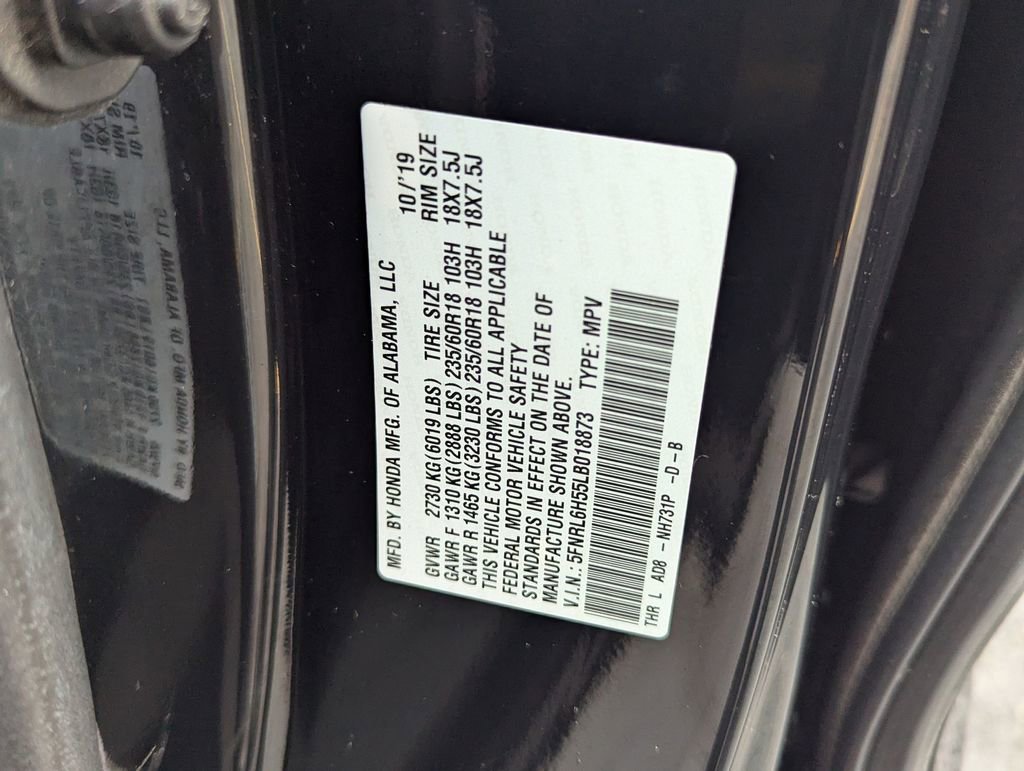 MFD. BY HONDA MFG. OF ALABAMA, LLC 10/'19
GVWR 2730 KG (6019 LBS) TIRE SIZE RIM SIZE
GAWR F 1310 KG (2888 LBS) 235/60R18 103H 18X7.5J
GAWR R 1465 KG (3230 LBS) 235/60R18 103H 18X7.5J
THIS VEHICLE CONFORMS TO ALL APPLICABLE
FEDERAL MOTOR VEHICLE SAFETY
STANDARDS IN EFFECT ON THE DATE OF
MANUFACTURE SHOWN ABOVE.
V.I.N.: 5FNRL6H55LB018873 TYPE: MPV
THR L AD8 - NH731P -D-B